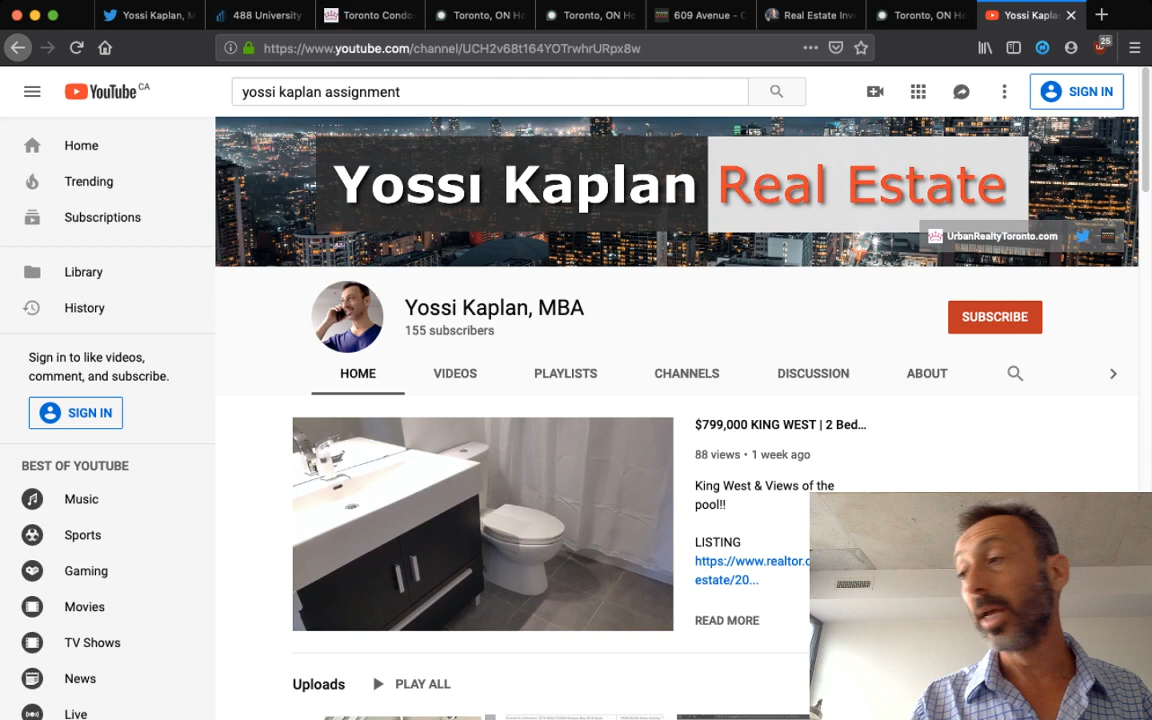 Yossi Kaplan, M
488 University
Toronto Condo
Toronto, ON Ho
Toronto, ON Ho
609 Avenue - C
Real Estate Inv
Toronto, ON Ho
Yossi Kapla
https://www.youtube.com/channel/UCH2v68t164YOTrwhrURpx8w
25
YouTube CA
yossi kaplan assignment
SIGN IN
Home
Trending
Subscriptions
Library
History
Sign in to like videos,
comment, and subscribe.
SIGN IN
BEST OF YOUTUBE
Music
Sports
Gaming
Movies
TV Shows
News
Live
Yossi Kaplan Real Estate
UrbanRealtyToronto.com
Yossi Kaplan, MBA
155 subscribers
SUBSCRIBE
HOME
VIDEOS
PLAYLISTS
CHANNELS
DISCUSSION
ABOUT
$799,000 KING WEST | 2 Bed...
88 views • 1 week ago
King West & Views of the
pool!!
LISTING
https://www.realtor.c
estate/20...
READ MORE
Uploads
PLAY ALL